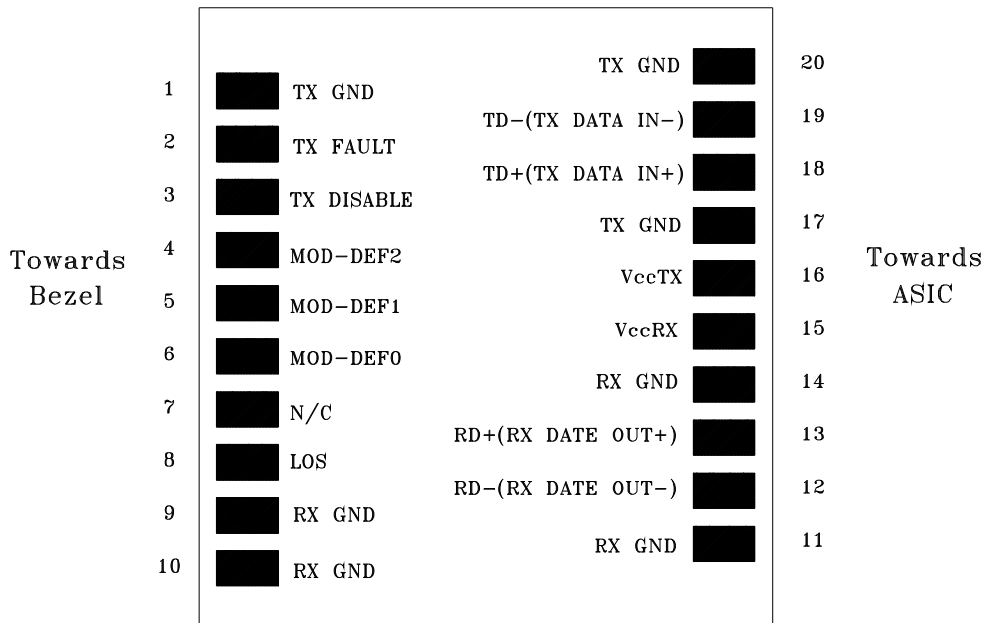 Towards
Bezel
1 TX GND
2 TX FAULT
3 TX DISABLE
4 MOD-DEF2
5 MOD-DEF1
6 MOD-DEF0
7 N/C
8 LOS
9 RX GND
10 RX GND
TX GND 20
TD-(TX DATA IN-) 19
TD+(TX DATA IN+) 18
TX GND 17
VccTX 16
VccRX 15
RX GND 14
RD+(RX DATE OUT+) 13
RD-(RX DATE OUT-) 12
RX GND 11
Towards
ASIC